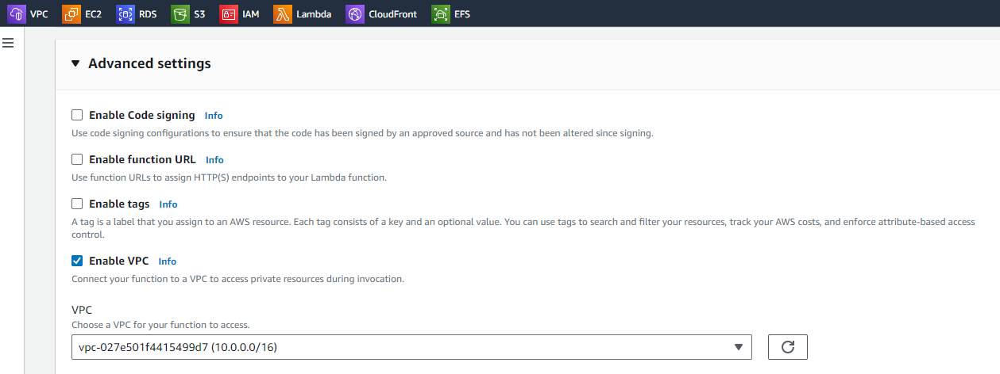 VPC EC2 RDS S3 IAM Lambda CloudFront EFS
Advanced settings
Enable Code signing Info
Use code signing configurations to ensure that the code has been signed by an approved source and has not been altered since signing.
Enable function URL Info
Use function URLs to assign HTTP(S) endpoints to your Lambda function.
Enable tags Info
A tag is a label that you assign to an AWS resource. Each tag consists of a key and an optional value. You can use tags to search and filter your resources, track your AWS costs, and enforce attribute-based access
control.
Enable VPC Info
Connect your function to a VPC to access private resources during invocation.
VPC
Choose a VPC for your function to access.
vpc-027e501f4415499d7 (10.0.0.0/16)